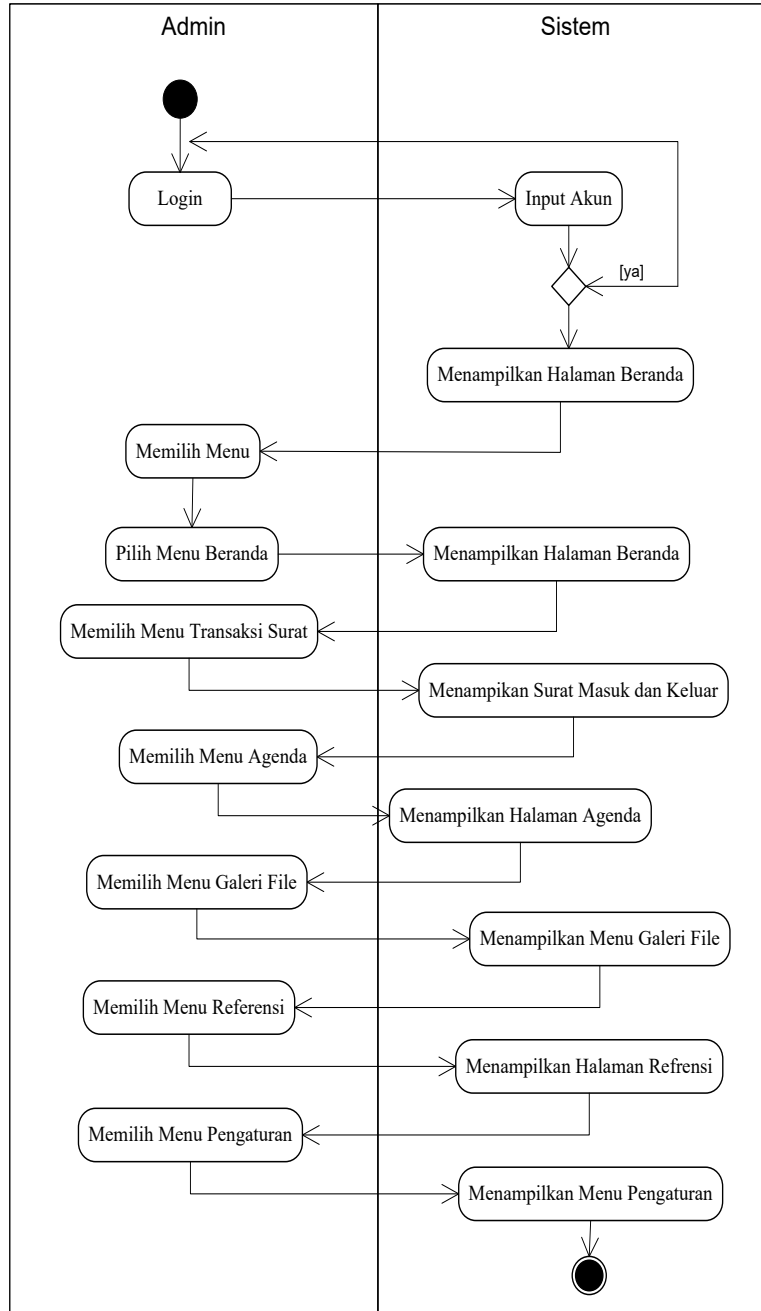 Admin
Sistem
Login
Input Akun
[ya]
Menampilkan Halaman Beranda
Memilih Menu
Pilih Menu Beranda
Menampilkan Halaman Beranda
Memilih Menu Transaksi Surat
Menampikan Surat Masuk dan Keluar
Memilih Menu Agenda
Menampilkan Halaman Agenda
Memilih Menu Galeri File
Menampilkan Menu Galeri File
Memilih Menu Referensi
Menampilkan Halaman Refrensi
Memilih Menu Pengaturan
Menampilkan Menu Pengaturan